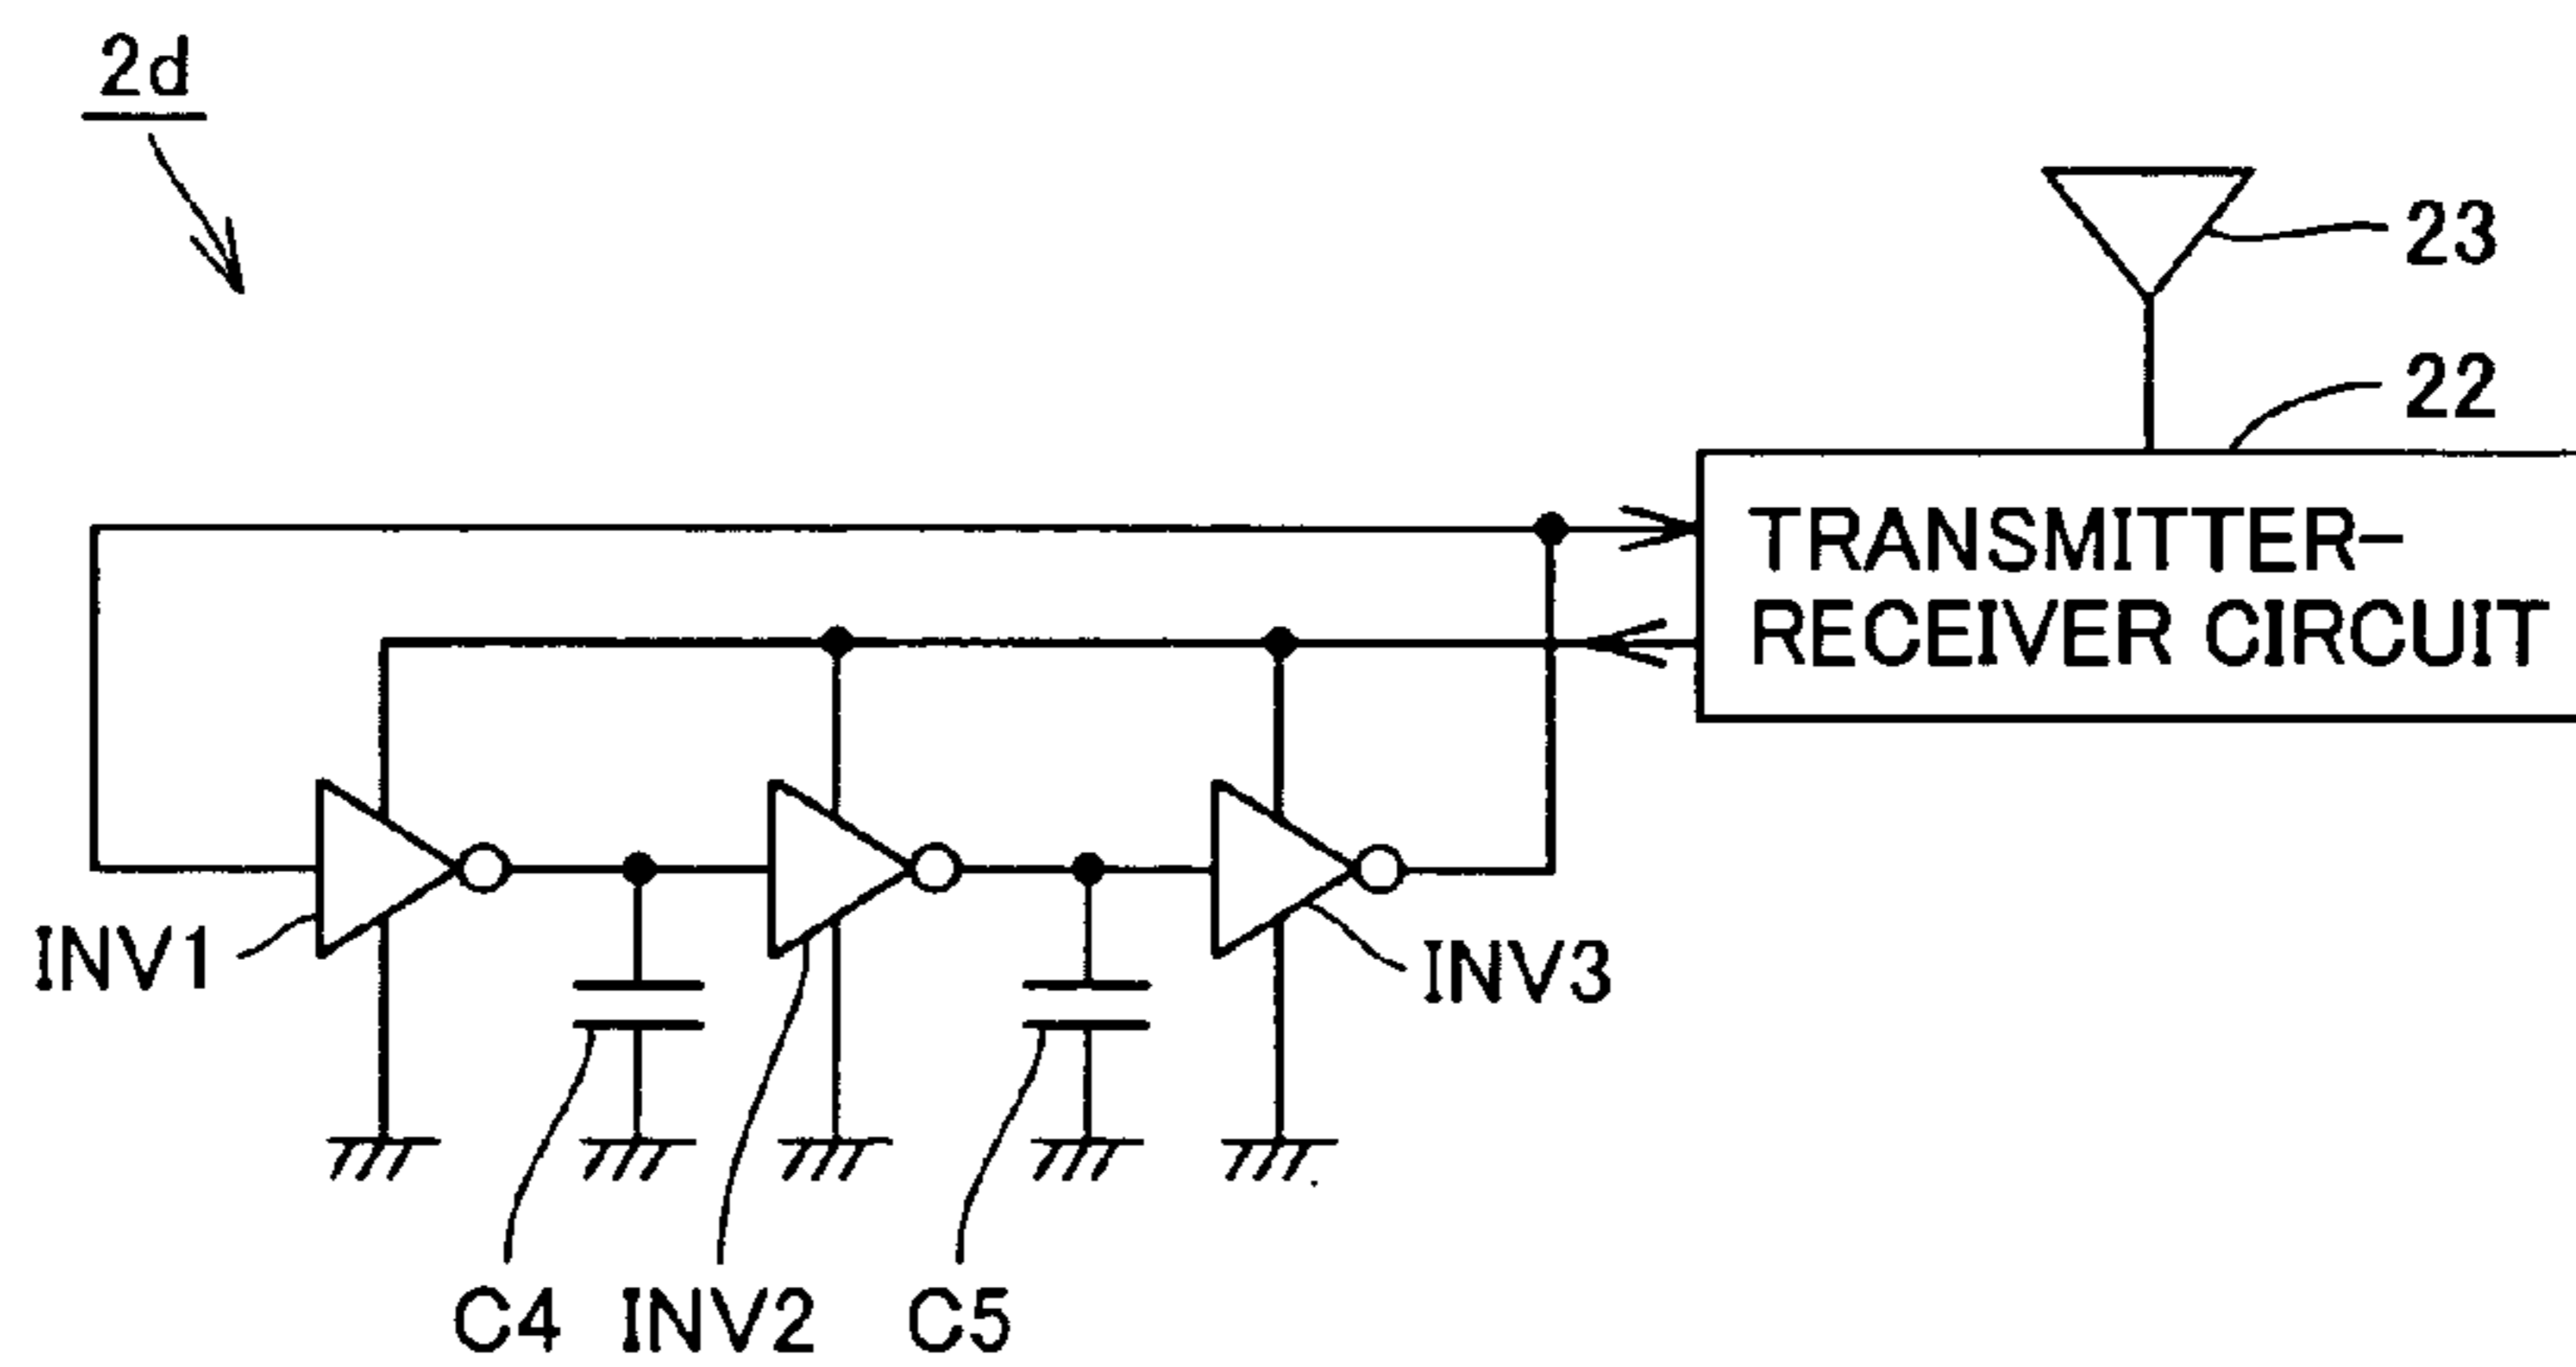 2d
23
22
TRANSMITTER-
RECEIVER CIRCUIT
INV1
INV3
C4
INV2
C5